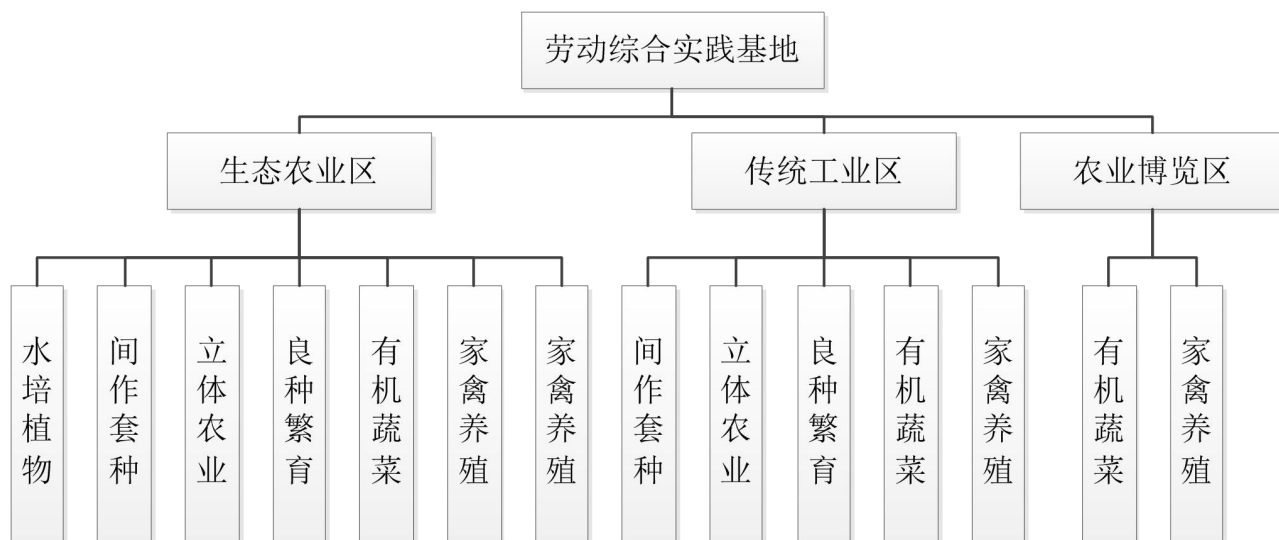 劳动综合实践基地
生态农业区
传统工业区
农业博览区
水培植物
间作套种
立体农业
良种繁育
有机蔬菜
家禽养殖
家禽养殖
间作套种
立体农业
良种繁育
有机蔬菜
家禽养殖
有机蔬菜
家禽养殖